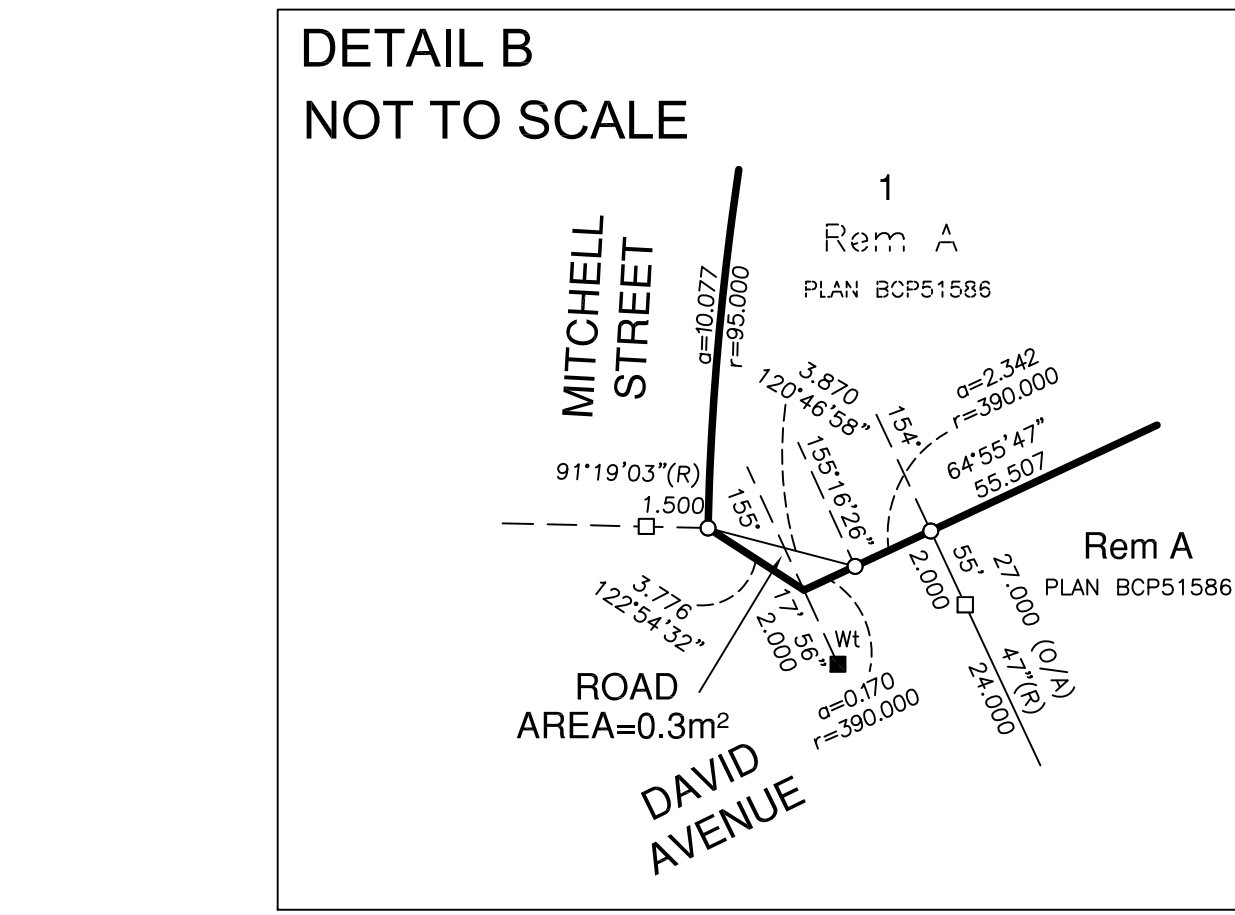 DETAIL B
NOT TO SCALE
1
Rem A
PLAN BCP51586
MITCHELL
STREET
a=10.077
r=95.000
3.870
120°46'58"
a=2.342
r=390.000
154°
64°55'47"
55.507
155°16'26"
155°
91°19'03"(R)
1.500
Rem A
PLAN BCP51586
2.000
55'
27.000 (O/A)
47"(R)
24.000
3.776
122°54'32"
17'
56"
2.000
Wt
ROAD
AREA=0.3m²
a=0.170
r=390.000
DAVID
AVENUE